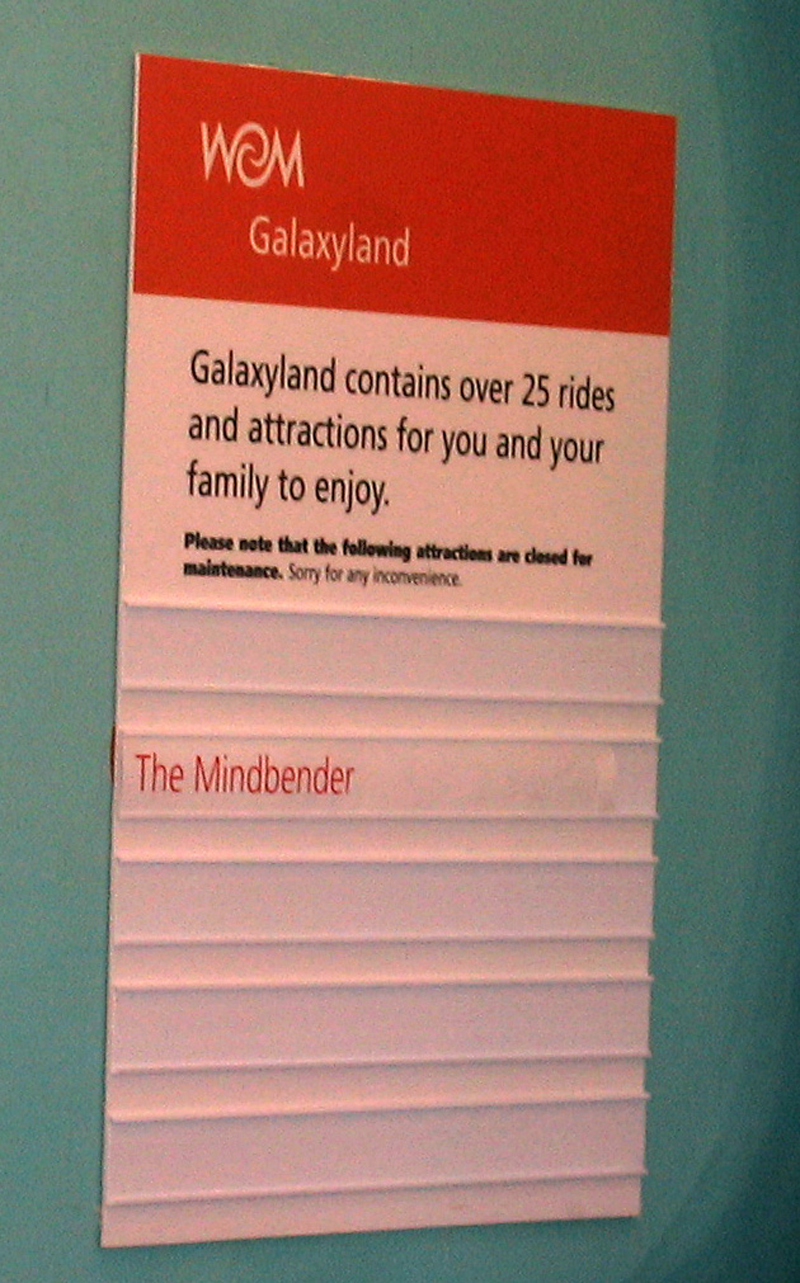 WEM
Galaxyland
Galaxyland contains over 25 rides
and attractions for you and your
family to enjoy.
Please note that the following attractions are closed for
maintenance. Sorry for any inconvenience.
The Mindbender